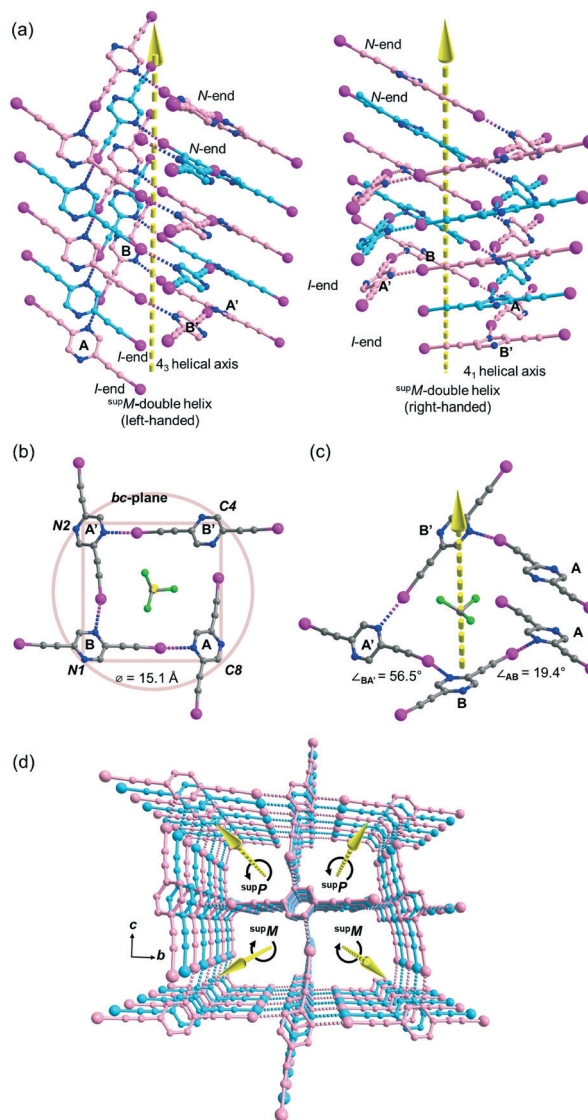 (a)
N-end
N-end
B
A'
B'
A
I-end
I-end
4₃ helical axis
ˢᵘᵖM-double helix
(left-handed)
N-end
N-end
B
A'
A
I-end
I-end
B'
4₁ helical axis
ˢᵘᵖM-double helix
(right-handed)
(b)
bc-plane
C4
N2
A'
B'
B
A
N1
C8
⌀ = 15.1 Å
(c)
B'
A
A
A'
B
∠BA' = 56.5°
∠AB = 19.4°
(d)
ˢᵘᵖP
ˢᵘᵖP
ˢᵘᵖM
ˢᵘᵖM
c
b